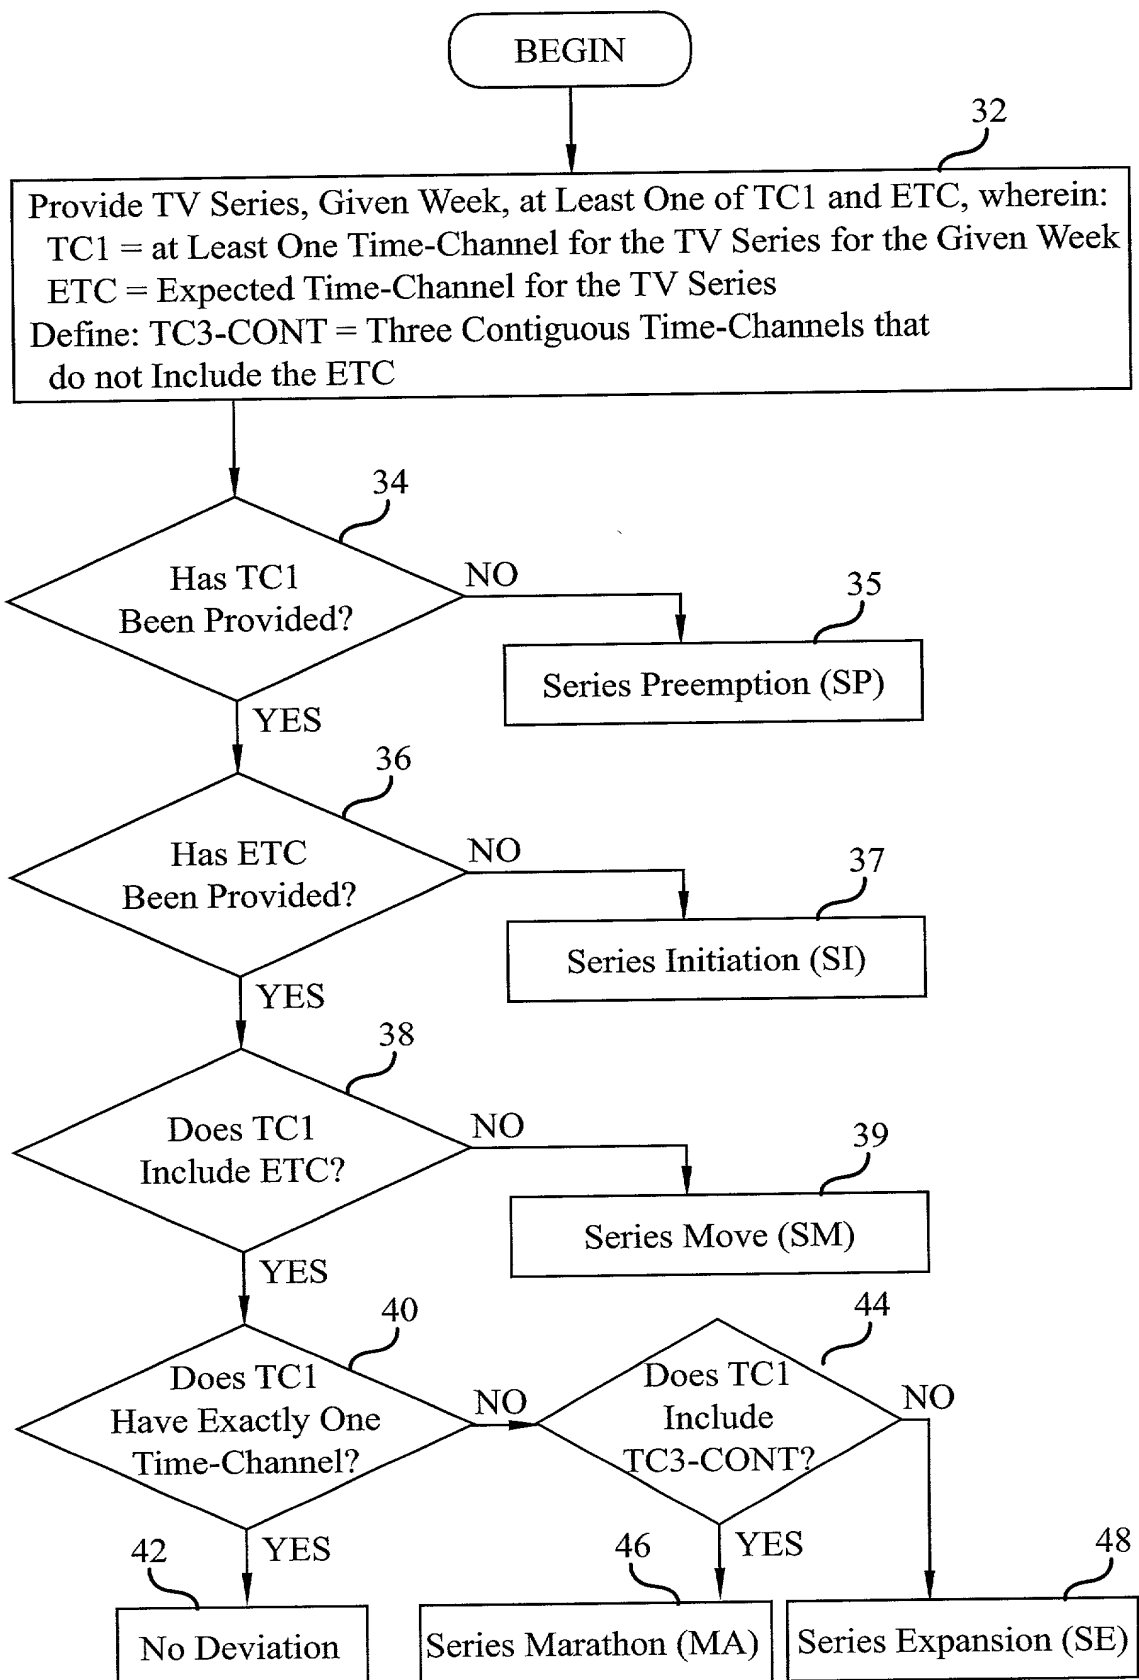 BEGIN
32
Provide TV Series, Given Week, at Least One of TC1 and ETC, wherein:
TC1 = at Least One Time-Channel for the TV Series for the Given Week
ETC = Expected Time-Channel for the TV Series
Define: TC3-CONT = Three Contiguous Time-Channels that
do not Include the ETC
34
Has TC1
Been Provided?
NO
35
Series Preemption (SP)
YES
36
Has ETC
Been Provided?
NO
37
Series Initiation (SI)
YES
38
Does TC1
Include ETC?
NO
39
Series Move (SM)
YES
40
Does TC1
Have Exactly One
Time-Channel?
NO
44
Does TC1
Include
TC3-CONT?
NO
YES
42
No Deviation
YES
46
Series Marathon (MA)
48
Series Expansion (SE)